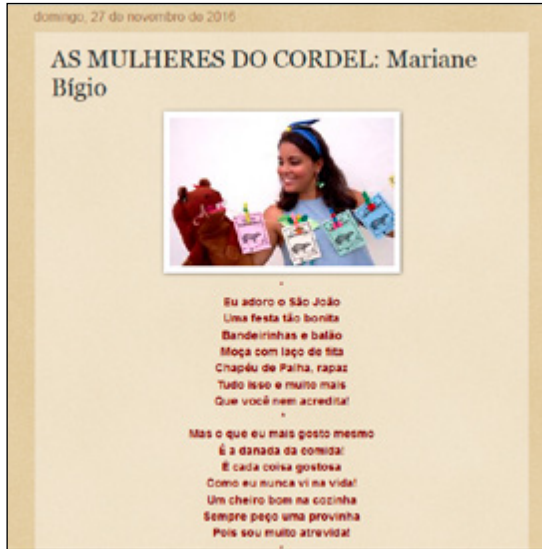 domingo, 27 de novembro de 2016
AS MULHERES DO CORDEL: Mariane
Bígio
*
Eu adoro o São João
Uma festa tão bonita
Bandeirinhas e balão
Moça com laço de fita
Chapéu de Palha, rapaz
Tudo isso e muito mais
Que você nem acredita!
*
Mas o que eu mais gosto mesmo
É a danada da comida!
É cada coisa gostosa
Como eu nunca vi na vida!
Um cheiro bom na cozinha
Sempre peço uma provinha
Pois sou muito atrevida!
*